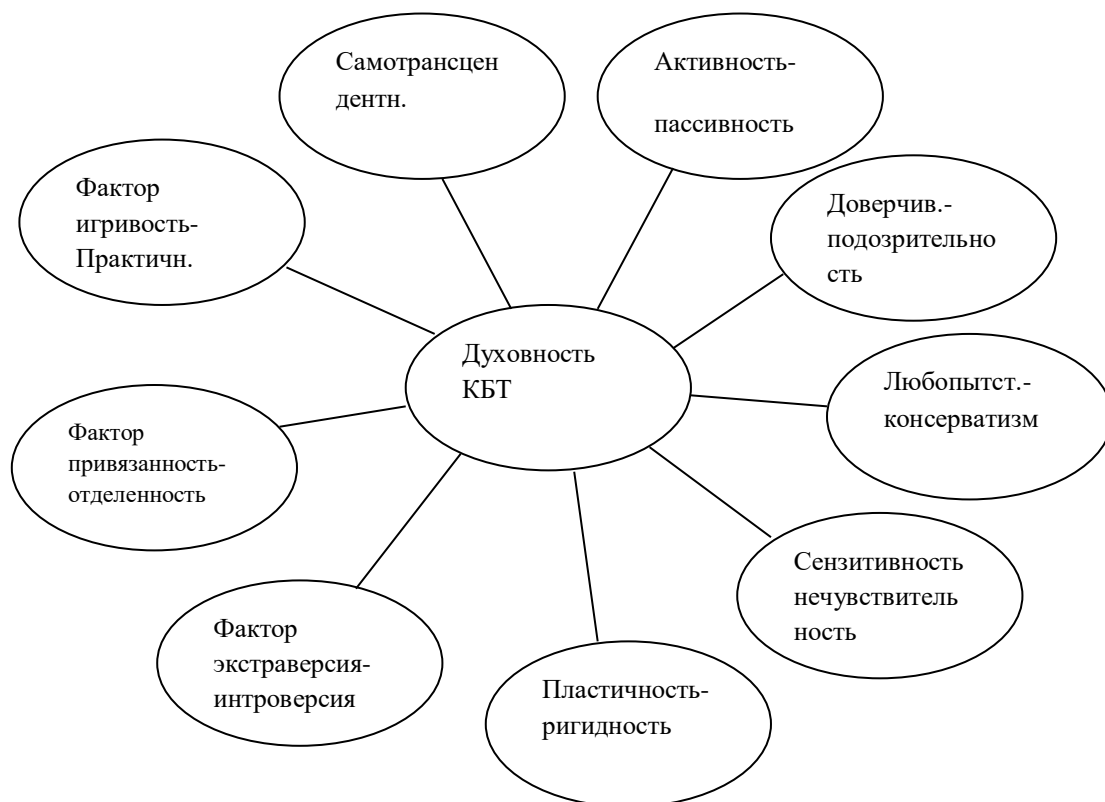 Самотрансцен
дентн.
Активность-
пассивность
Фактор
игривость-
Практичн.
Доверчив.-
подозрительно
сть
Духовность
КБТ
Любопытст.-
консерватизм
Фактор
привязанность-
отделенность
Сензитивность
нечувствитель
ность
Фактор
экстраверсия-
интроверсия
Пластичность-
ригидность